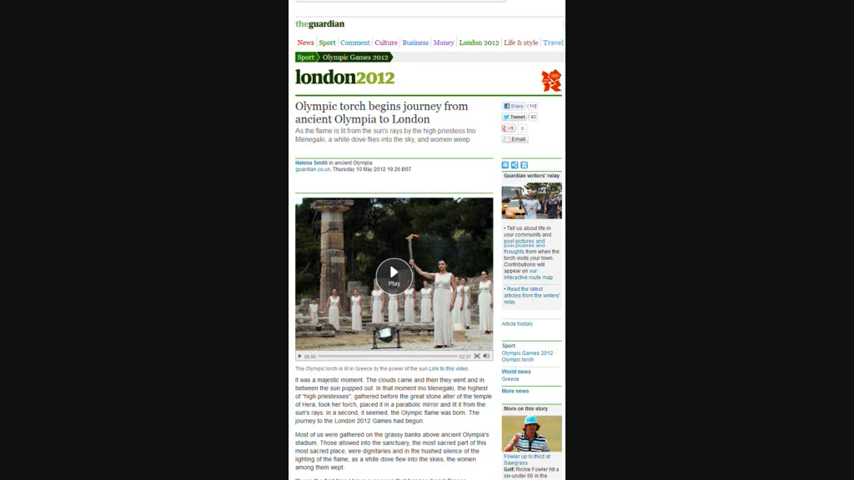 theguardian
News Sport Comment Culture Business Money London 2012 Life & style Travel
Sport Olympic Games 2012
london2012
Olympic torch begins journey from
ancient Olympia to London
As the flame is lit from the sun's rays by the high priestess Ino
Menegaki, a white dove flies into the sky, and women weep
Helena Smith in ancient Olympia
guardian.co.uk, Thursday 10 May 2012 19.26 BST
Play
The Olympic torch is lit in Greece by the power of the sun Link to this video
It was a majestic moment. The clouds came and then they went and in
between the sun popped out. In that moment Ino Menegaki, the highest
of "high priestesses", gathered before the great stone alter of the temple
of Hera, took her torch, placed it in a parabolic mirror and lit it from the
sun's rays. In a second, it seemed, the Olympic flame was born. The
journey to the London 2012 Games had begun.
Most of us were gathered on the grassy banks above ancient Olympia's
stadium. Those allowed into the sanctuary, the most sacred part of this
most sacred place, were dignitaries and in the hushed silence of the
lighting of the flame, as a white dove flew into the skies, the women
among them wept.
Share
Tweet
+1 0
Email
Guardian writers' relay
• Tell us about life in
your community and
post pictures and
thoughts from when the
torch visits your town.
Contributions will
appear on our
interactive route map
• Read the latest
articles from the writers'
relay
Article history
Sport
Olympic Games 2012 ·
Olympic torch
World news
Greece
More news
More on this story
Fowler up to third at
Sawgrass
Golf: Rickie Fowler hit a
six-under 66 in the